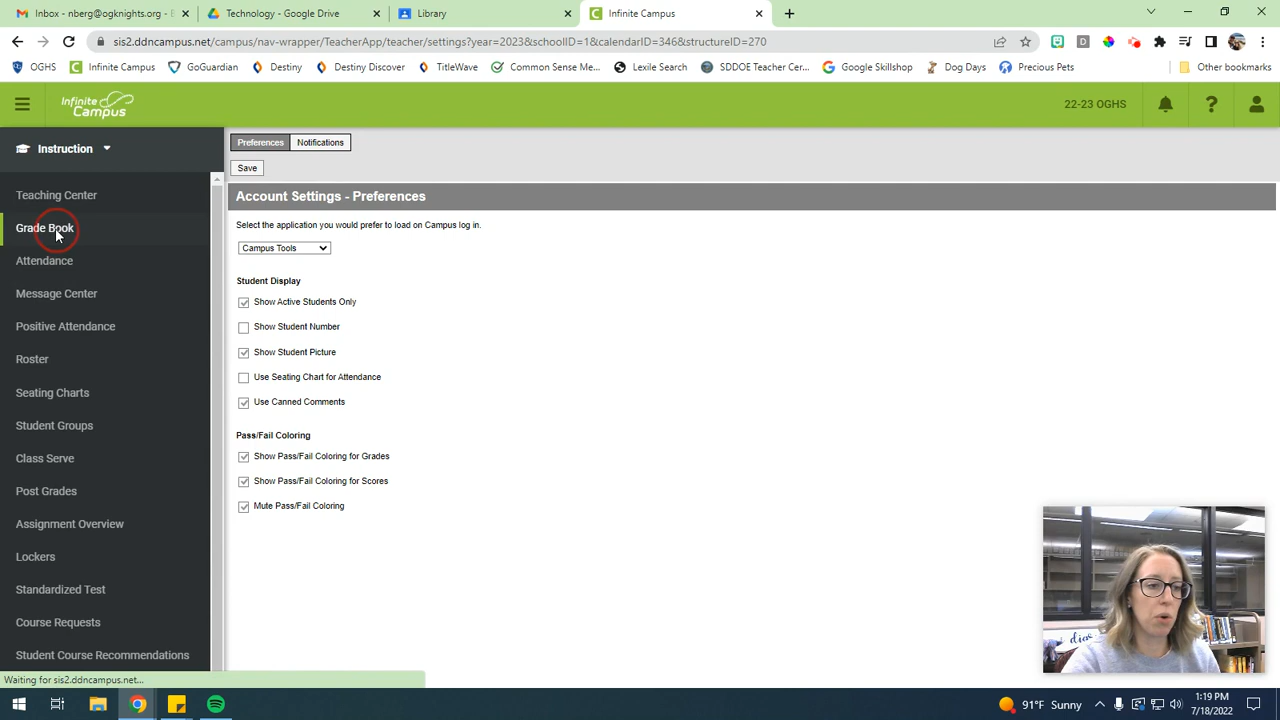 Inbox - nberg@ogknights.org - E
Technology - Google Drive
Library
Infinite Campus
sis2.ddncampus.net/campus/nav-wrapper/TeacherApp/teacher/settings?year=2023&schoolID=1&calendarID=346&structureID=270
OGHS
Infinite Campus
GoGuardian
Destiny
Destiny Discover
TitleWave
Common Sense Me...
Lexile Search
SDDOE Teacher Cer...
Google Skillshop
Dog Days
Precious Pets
Other bookmarks
Infinite Campus
22-23 OGHS
Instruction
Preferences
Notifications
Save
Teaching Center
Grade Book
Attendance
Message Center
Positive Attendance
Roster
Seating Charts
Student Groups
Class Serve
Post Grades
Assignment Overview
Lockers
Standardized Test
Course Requests
Student Course Recommendations
Account Settings - Preferences
Select the application you would prefer to load on Campus log in.
Campus Tools
Student Display
Show Active Students Only
Show Student Number
Show Student Picture
Use Seating Chart for Attendance
Use Canned Comments
Pass/Fail Coloring
Show Pass/Fail Coloring for Grades
Show Pass/Fail Coloring for Scores
Mute Pass/Fail Coloring
Waiting for sis2.ddncampus.net...
91°F Sunny
1:19 PM
7/18/2022